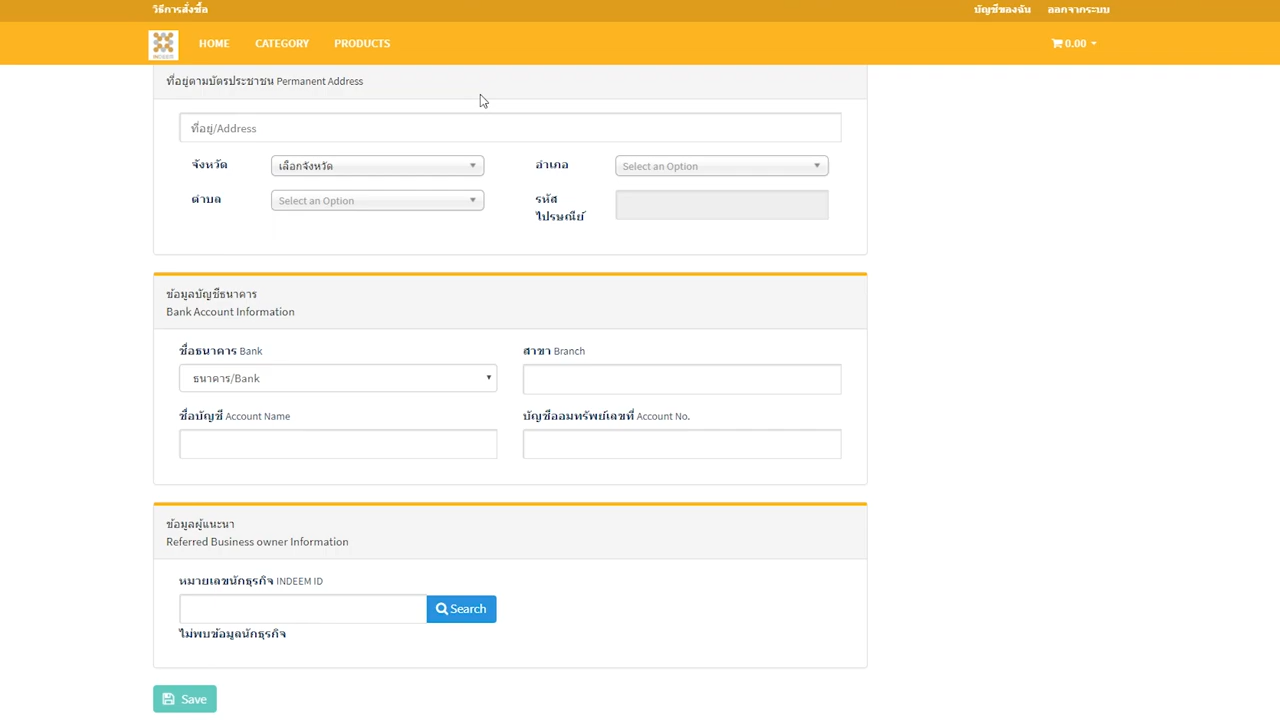 วิธีการสั่งซื้อ บัญชีของฉัน ออกจากระบบ
HOME CATEGORY PRODUCTS 0.00
ที่อยู่ตามบัตรประชาชน Permanent Address
ที่อยู่/Address
จังหวัด เลือกจังหวัด อำเภอ Select an Option
ตำบล Select an Option รหัส
ไปรษณีย์
ข้อมูลบัญชีธนาคาร
Bank Account Information
ชื่อธนาคาร Bank สาขา Branch
ธนาคาร/Bank
ชื่อบัญชี Account Name บัญชีออมทรัพย์เลขที่ Account No.
ข้อมูลผู้แนะนำ
Referred Business owner Information
หมายเลขนักธุรกิจ INDEEM ID
Search
ไม่พบข้อมูลนักธุรกิจ
Save